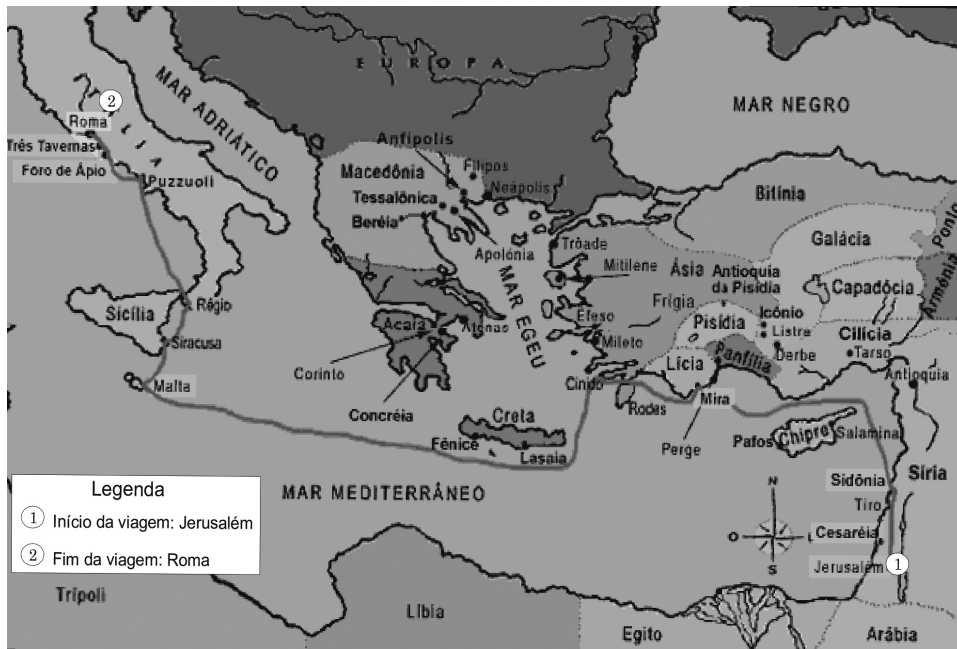 EUROPA
MAR NEGRO
MAR ADRIÁTICO
ITÁLIA
2
Roma
Três Tavernas
Foro de Ápio
Puzzuoli
Anfípolis
Macedônia
Filipos
Neápolis
Tessalônica
Beréia
Apolônia
Bitínia
Ponto
Galácia
Trôade
Mitilene
Ásia
Antioquia
da Pisídia
Capadócia
Armênia
MAR EGEU
Frígia
Icônio
Pisídia
Listra
Cilícia
Sicília
Régio
Siracusa
Acaia
Atenas
Éfeso
Mileto
Derbe
Tarso
Panfília
Lícia
Corinto
Malta
Cinido
Antioquia
Concréia
Rodes
Mira
Creta
Chipre
Fênice
Lasaia
Perge
Pafos
Salamina
Síria
Sidônia
Tiro
Cesaréia
Jerusalém
1
MAR MEDITERRÂNEO
N
O
L
S
Legenda
1 Início da viagem: Jerusalém
2 Fim da viagem: Roma
Trípoli
Líbia
Egito
Arábia